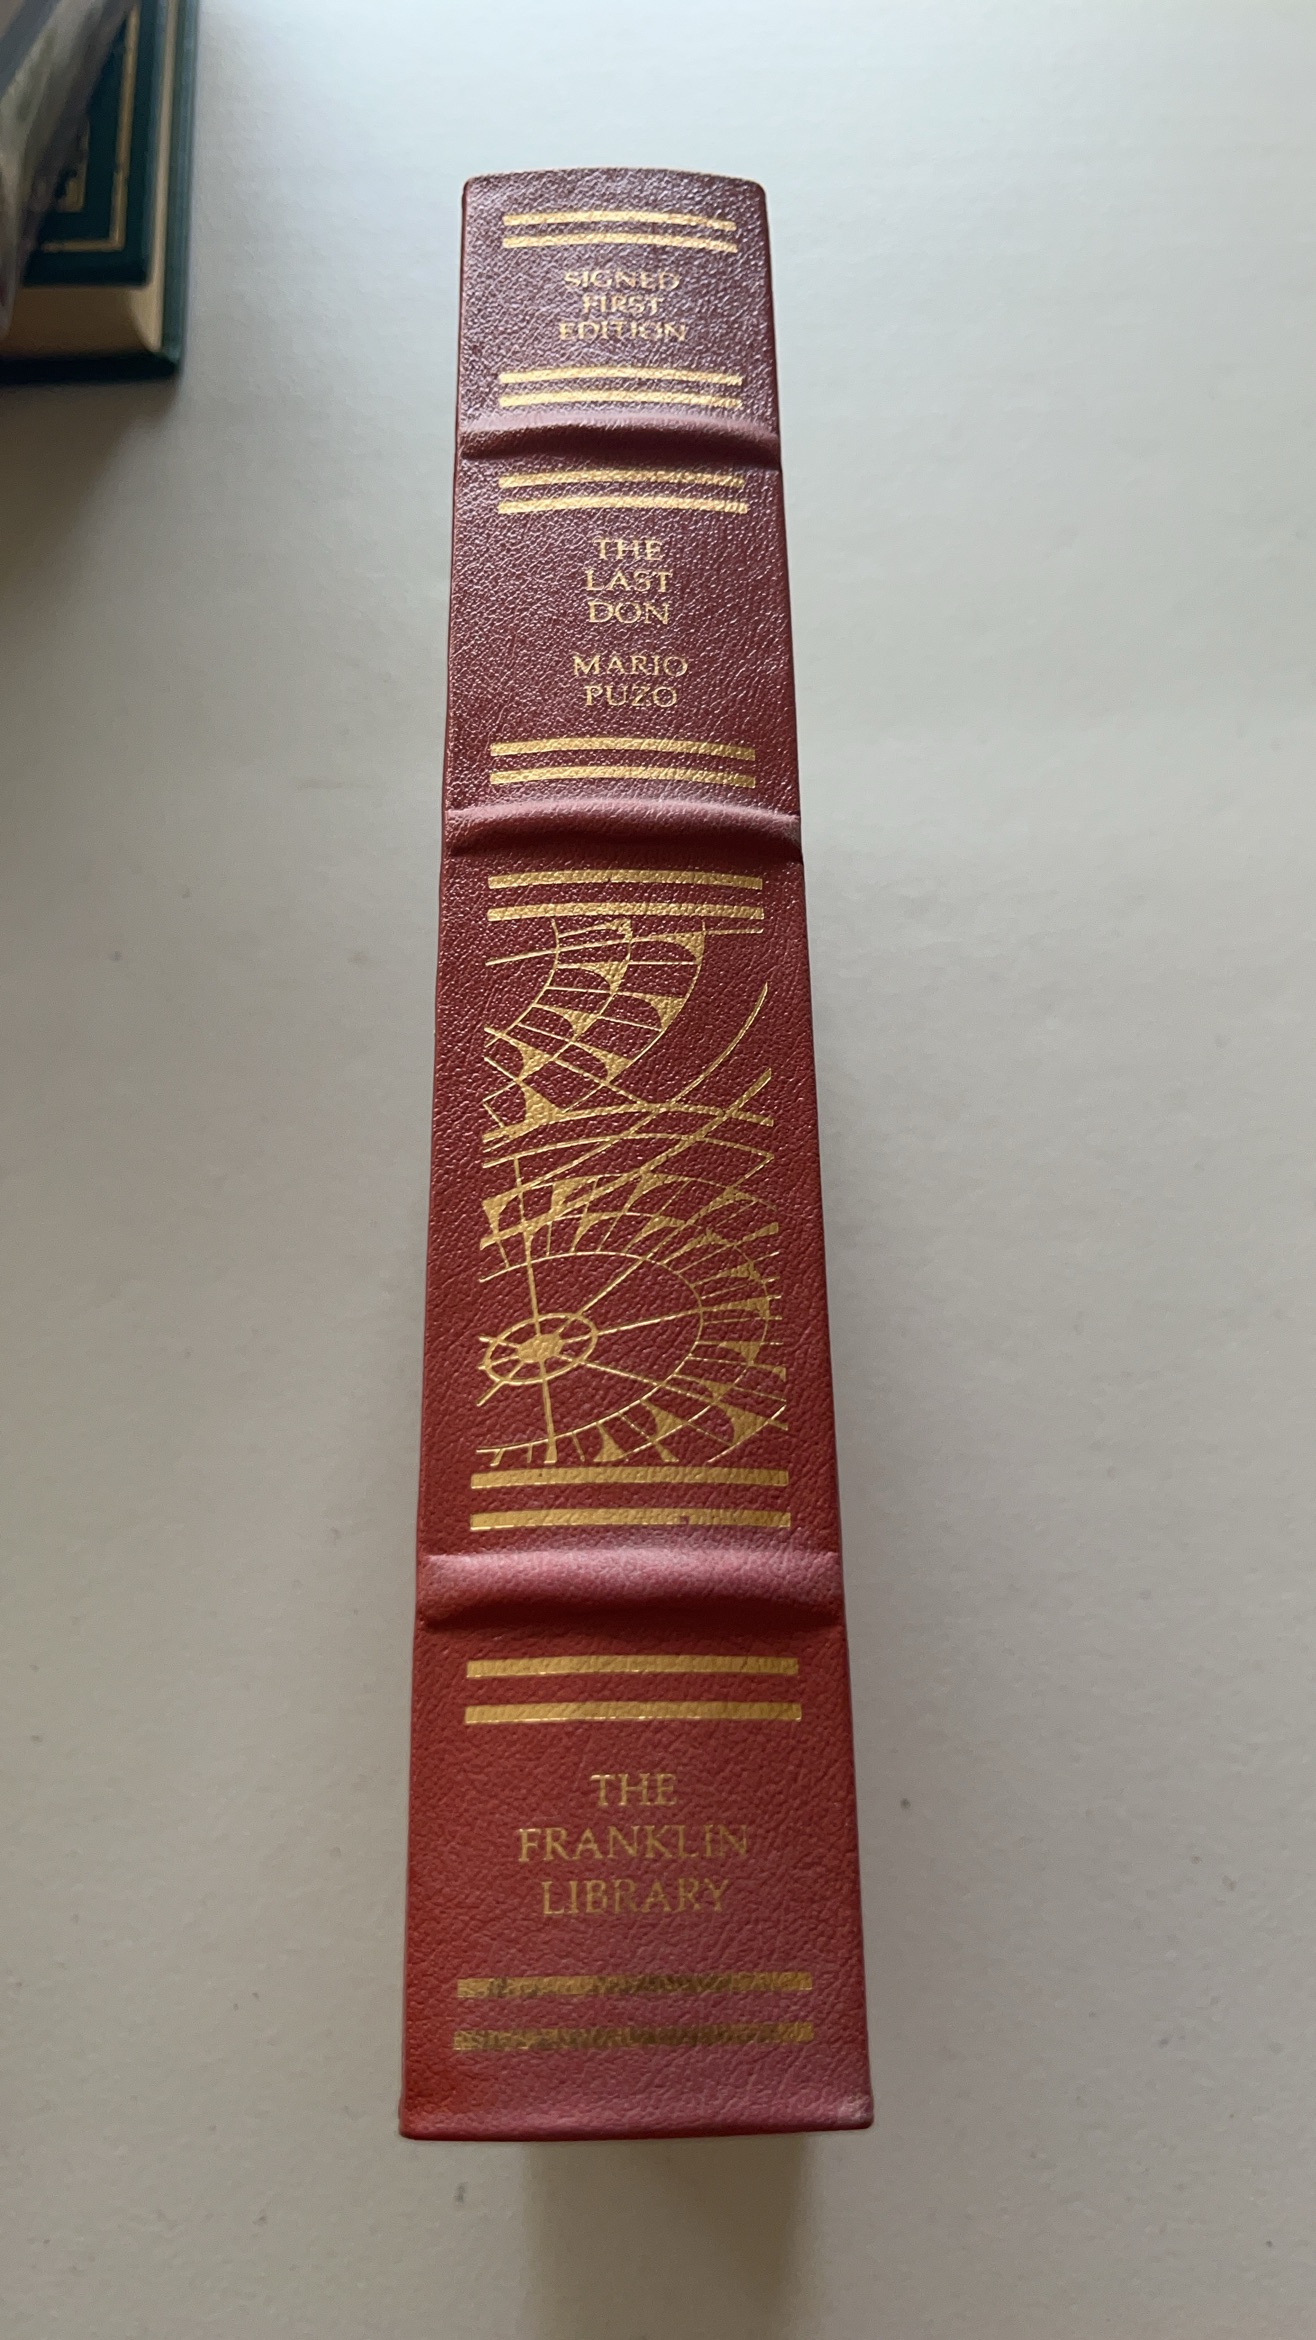 SIGNED
FIRST
EDITION
THE
LAST
DON
MARIO
PUZO
THE
FRANKLIN
LIBRARY